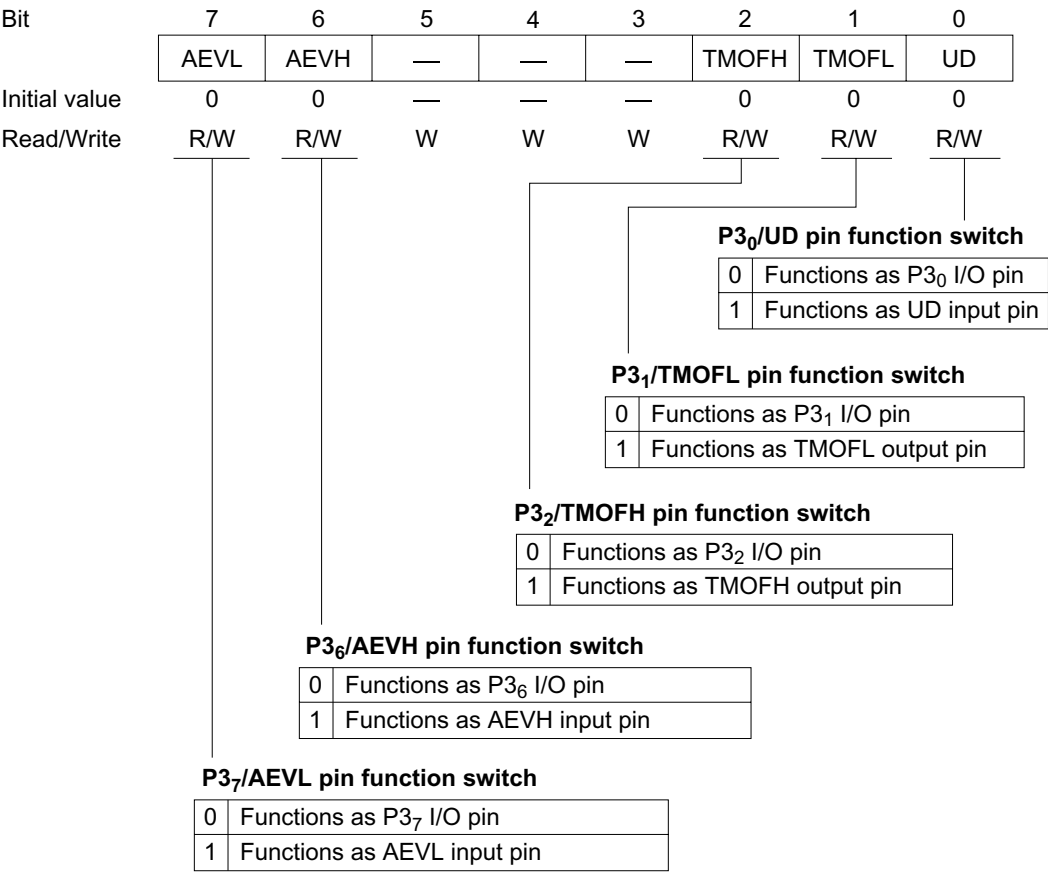 Bit 7 6 5 4 3 2 1 0
AEVL AEVH — — — TMOFH TMOFL UD
Initial value 0 0 — — — 0 0 0
Read/Write R/W R/W W W W R/W R/W R/W
P3₀/UD pin function switch
0 Functions as P3₀ I/O pin
1 Functions as UD input pin
P3₁/TMOFL pin function switch
0 Functions as P3₁ I/O pin
1 Functions as TMOFL output pin
P3₂/TMOFH pin function switch
0 Functions as P3₂ I/O pin
1 Functions as TMOFH output pin
P3₆/AEVH pin function switch
0 Functions as P3₆ I/O pin
1 Functions as AEVH input pin
P3₇/AEVL pin function switch
0 Functions as P3₇ I/O pin
1 Functions as AEVL input pin